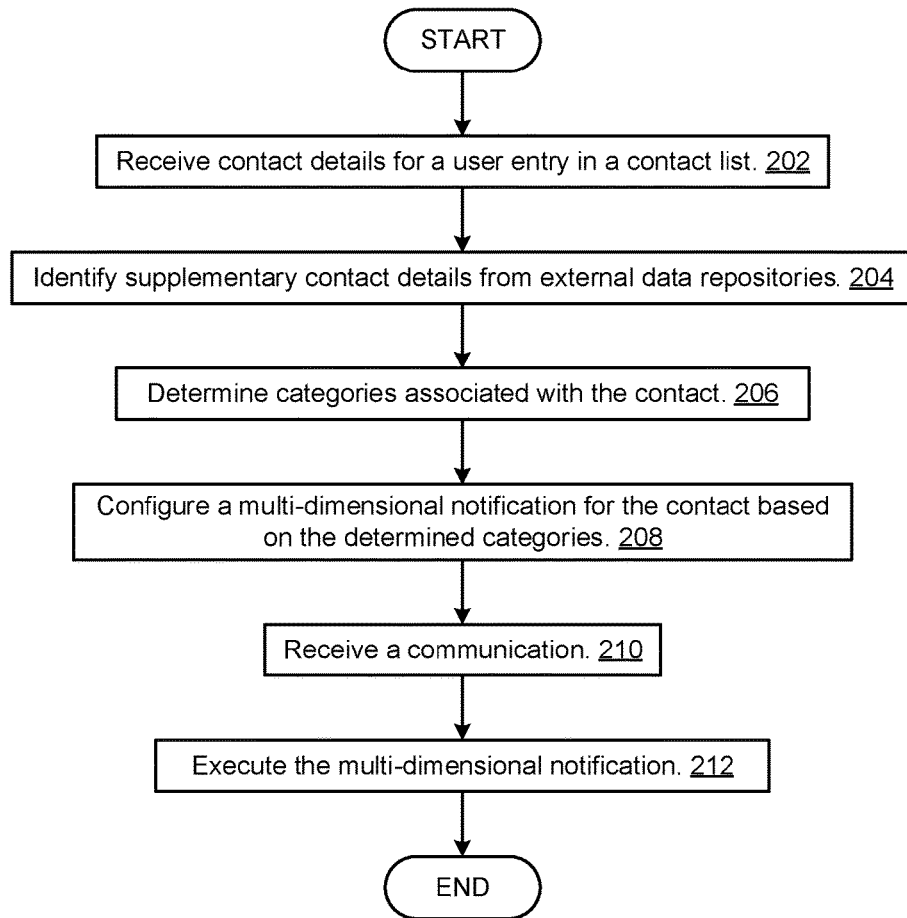 START
Receive contact details for a user entry in a contact list. 202
Identify supplementary contact details from external data repositories. 204
Determine categories associated with the contact. 206
Configure a multi-dimensional notification for the contact based
on the determined categories. 208
Receive a communication. 210
Execute the multi-dimensional notification. 212
END